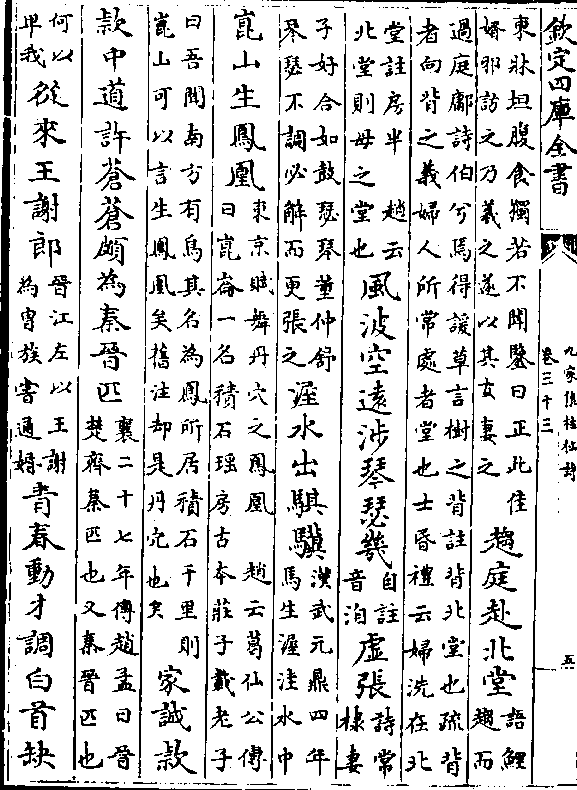 欽定四庫全書
九家集註杜詩
卷三十三
五
東牀坦腹食獨若不聞鑒曰正此佳
婿邪訪之乃羲之遂以其女妻之
趨庭赴北堂
語鯉
趨而
過庭鄘詩伯兮焉得諼草言樹之背註背北堂也疏背
者向背之義婦人所常處者堂也士昏禮云婦洗在北
堂註房半 趙云
北堂則毋之堂也
風波空遠涉琴瑟幾
自註
音洎
虛張
詩常
棣妻
子好合如鼓瑟琴董仲舒
琴瑟不調必解而更張之
渥水出騏驥
漢武元鼎四年
馬生渥洼水中
崑山生鳳凰
東京賦舞丹穴之鳳凰 趙云葛仙公傳
曰崑崙一名積石瑶房古本莊子載老子
曰吾聞南方有鳥其名為鳳所居積石千里則
崑山可以言生鳳凰矣舊注却是丹穴也矣
家誠款
款中道許蒼蒼頗為秦晉匹
襄二十七年傳趙孟曰晉
楚齊秦匹也又秦晉匹也
何以
卑我
從來王謝郎
晉江左以王謝
為胄族害通婚
青春動才調白首缺